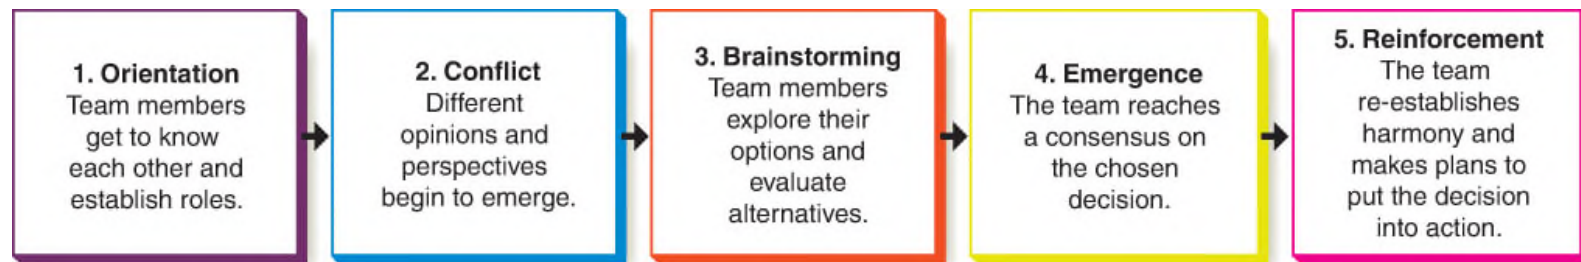 1. Orientation
Team members
get to know
each other and
establish roles.
2. Conflict
Different
opinions and
perspectives
begin to emerge.
3. Brainstorming
Team members
explore their
options and
evaluate
alternatives.
4. Emergence
The team reaches
a consensus on
the chosen
decision.
5. Reinforcement
The team
re-establishes
harmony and
makes plans to
put the decision
into action.